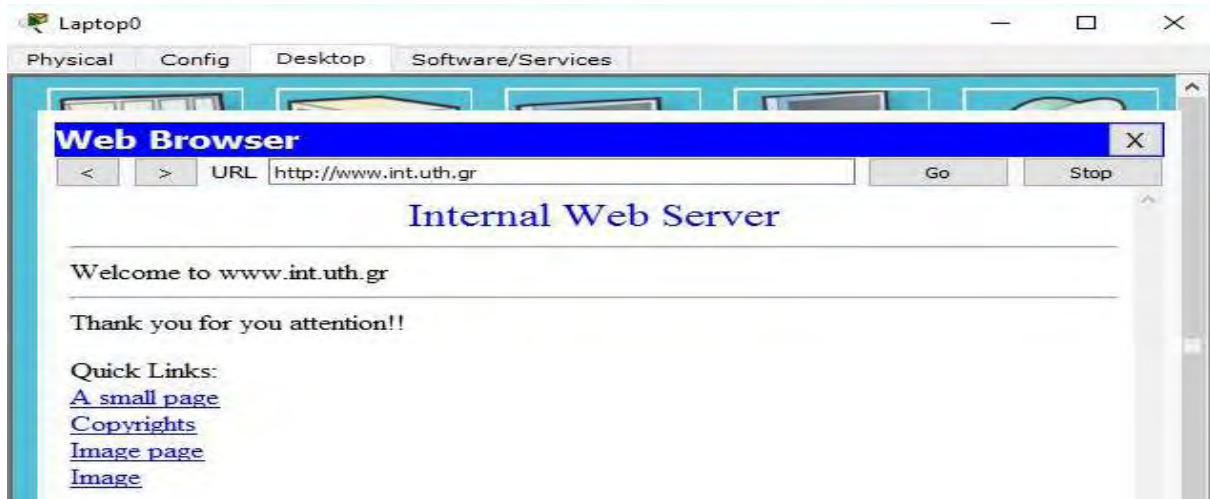 Laptop0
Physical Config Desktop Software/Services
Web Browser X
< > URL http://www.int.uth.gr Go Stop
Internal Web Server
Welcome to www.int.uth.gr
Thank you for you attention!!
Quick Links:
A small page
Copyrights
Image page
Image